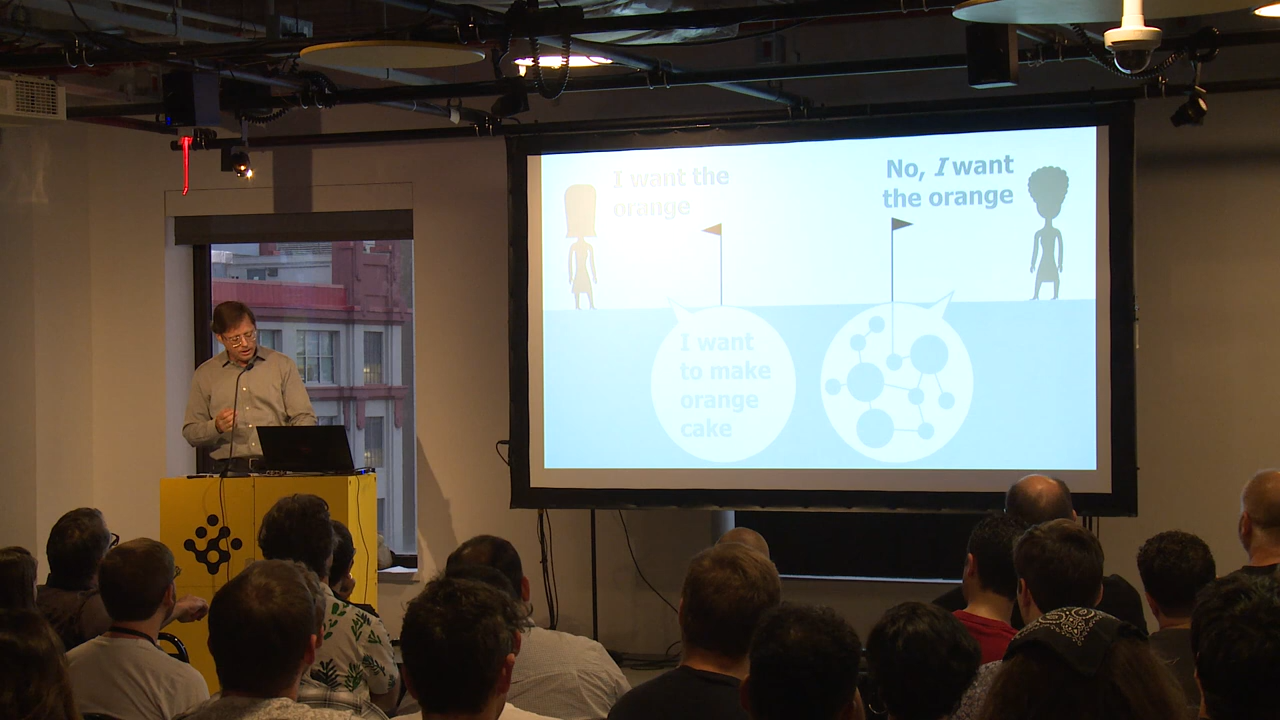 I want the
orange
No, I want
the orange
I want
to make
orange
cake